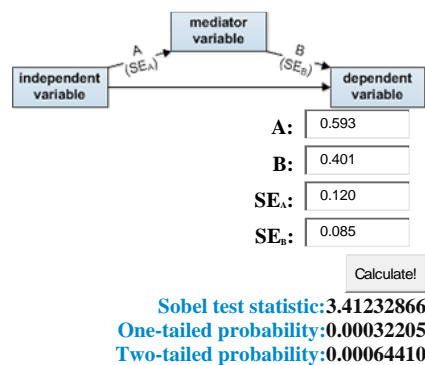 mediator
variable
A
(SEA)
B
(SEB)
independent
variable
dependent
variable
A: 0.593
B: 0.401
SEA: 0.120
SEB: 0.085
Calculate!
Sobel test statistic:3.41232866
One-tailed probability:0.00032205
Two-tailed probability:0.00064410